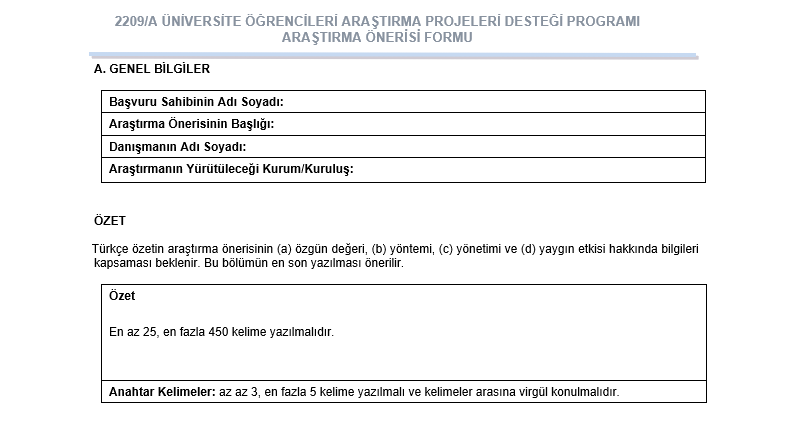 2209/A ÜNİVERSİTE ÖĞRENCİLERİ ARAŞTIRMA PROJELERİ DESTEĞİ PROGRAMI
ARAŞTIRMA ÖNERİSİ FORMU
A. GENEL BİLGİLER
Başvuru Sahibinin Adı Soyadı:
Araştırma Önerisinin Başlığı:
Danışmanın Adı Soyadı:
Araştırmanın Yürütüleceği Kurum/Kuruluş:
ÖZET
Türkçe özetin araştırma önerisinin (a) özgün değeri, (b) yöntemi, (c) yönetimi ve (d) yaygın etkisi hakkında bilgileri
kapsaması beklenir. Bu bölümün en son yazılması önerilir.
Özet
En az 25, en fazla 450 kelime yazılmalıdır.
Anahtar Kelimeler: az az 3, en fazla 5 kelime yazılmalı ve kelimeler arasına virgül konulmalıdır.